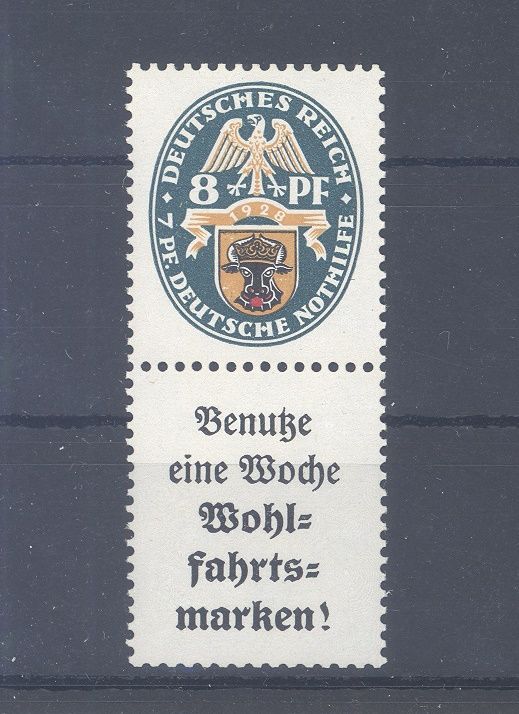 DEUTSCHES REICH
8 PF
1928
7 PF. DEUTSCHE NOTHILFE
Benutze
eine Woche
Wohl=
fahrts=
marken!